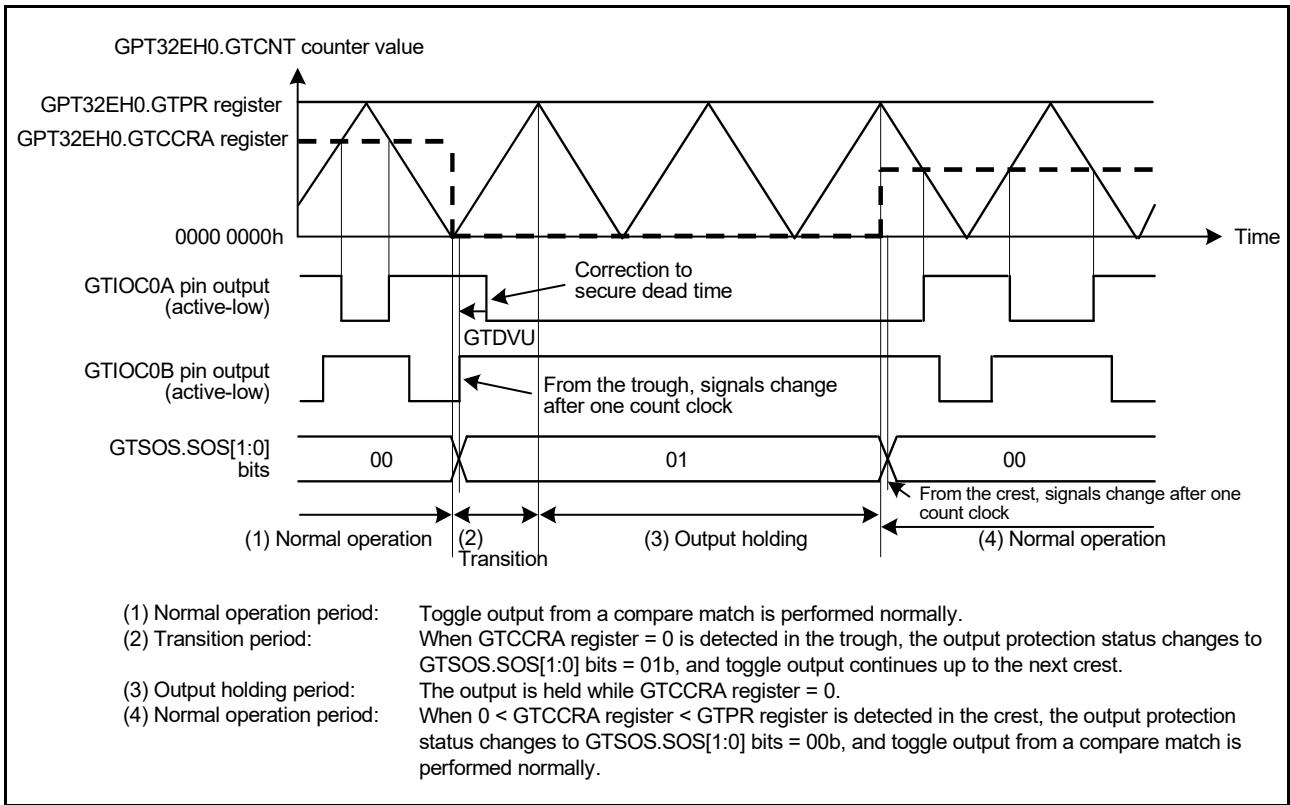 GPT32EH0.GTCNT counter value
GPT32EH0.GTPR register
GPT32EH0.GTCCRA register
0000 0000h
Time
GTIOC0A pin output
(active-low)
Correction to
secure dead time
GTDVU
GTIOC0B pin output
(active-low)
From the trough, signals change
after one count clock
GTSOS.SOS[1:0]
bits
00
01
00
From the crest, signals change after one
count clock
(1) Normal operation
(2)
Transition
(3) Output holding
(4) Normal operation
(1) Normal operation period: Toggle output from a compare match is performed normally.
(2) Transition period: When GTCCRA register = 0 is detected in the trough, the output protection status changes to
GTSOS.SOS[1:0] bits = 01b, and toggle output continues up to the next crest.
(3) Output holding period: The output is held while GTCCRA register = 0.
(4) Normal operation period: When 0 < GTCCRA register < GTPR register is detected in the crest, the output protection
status changes to GTSOS.SOS[1:0] bits = 00b, and toggle output from a compare match is
performed normally.